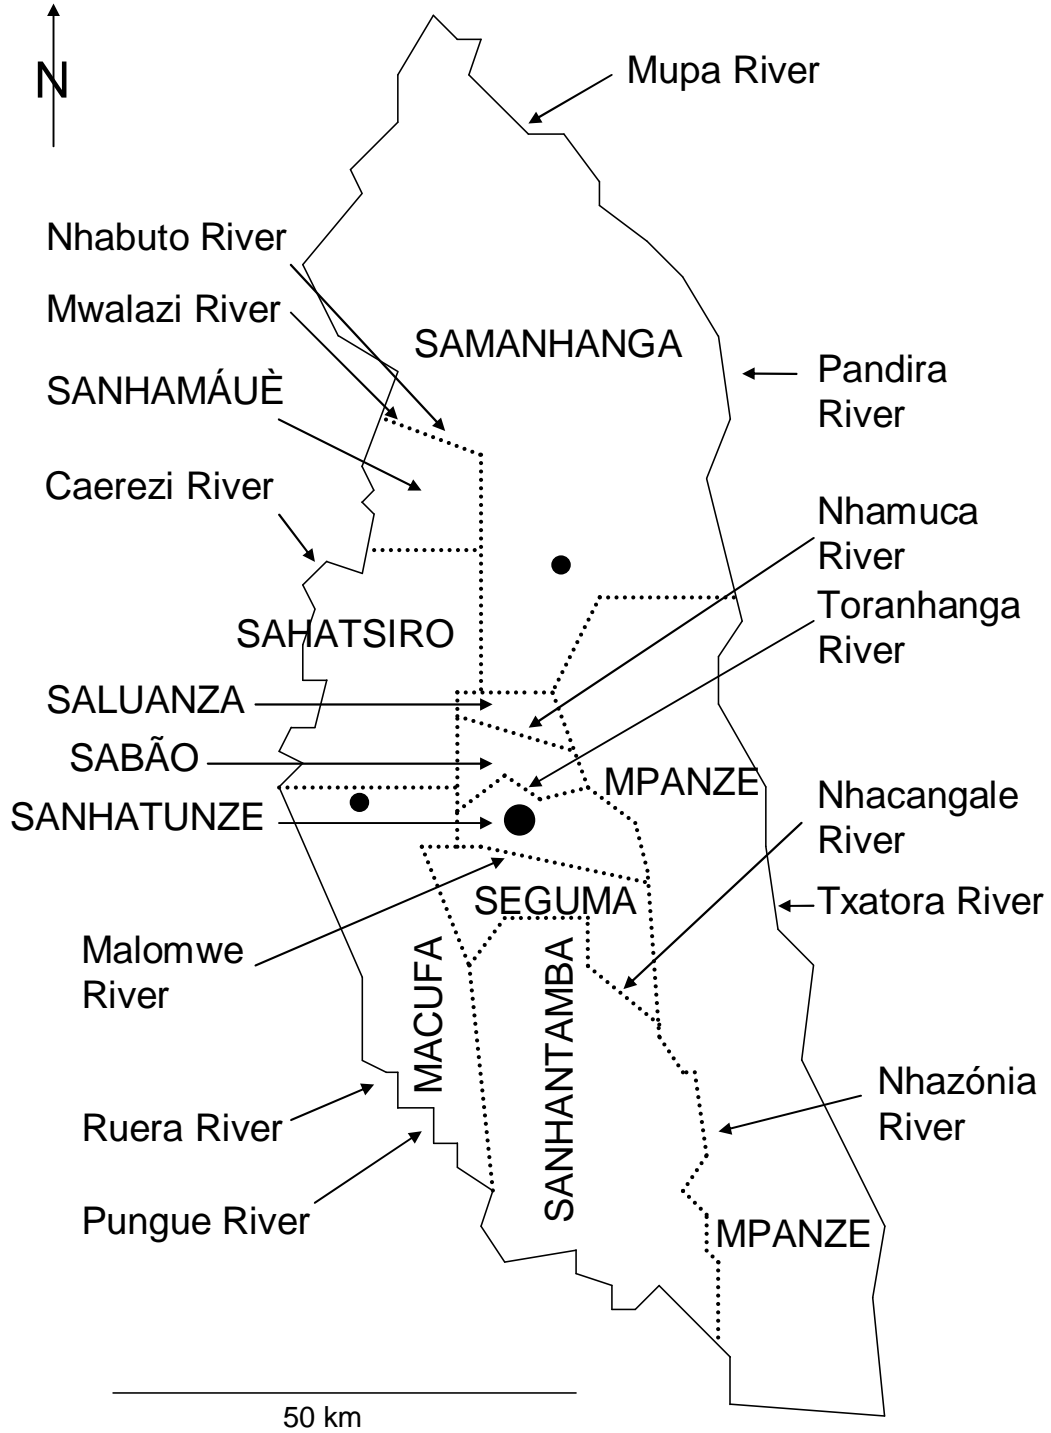 Mupa River
N
Nhabuto River
Mwalazi River
SAMANHANGA
Pandira
River
SANHAMÁUÈ
Caerezi River
Nhamuca
River
Toranhanga
River
SAHATSIRO
SALUANZA
SABÃO
MPANZE
Nhacangale
River
SANHATUNZE
SEGUMA
Txatora River
Malomwe
River
MACUFA
SANHANTAMBA
Nhazónia
River
Ruera River
Pungue River
MPANZE
50 km